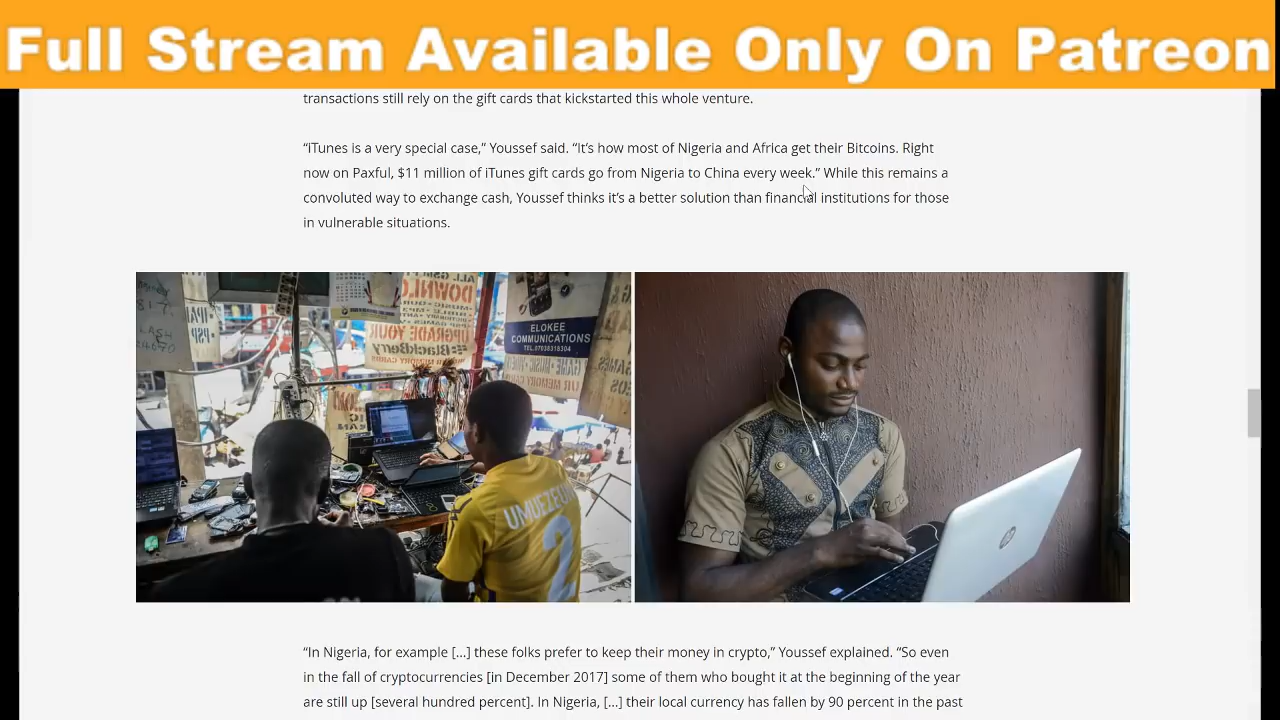 Full Stream Available Only On Patreon
transactions still rely on the gift cards that kickstarted this whole venture.
“iTunes is a very special case,” Youssef said. “It’s how most of Nigeria and Africa get their Bitcoins. Right
now on Paxful, $11 million of iTunes gift cards go from Nigeria to China every week.” While this remains a
convoluted way to exchange cash, Youssef thinks it’s a better solution than financial institutions for those
in vulnerable situations.
ELOKEE
COMMUNICATIONS
TEL.07038318304
UMUEZEUN
2
“In Nigeria, for example [...] these folks prefer to keep their money in crypto,” Youssef explained. “So even
in the fall of cryptocurrencies [in December 2017] some of them who bought it at the beginning of the year
are still up [several hundred percent]. In Nigeria, [...] their local currency has fallen by 90 percent in the past